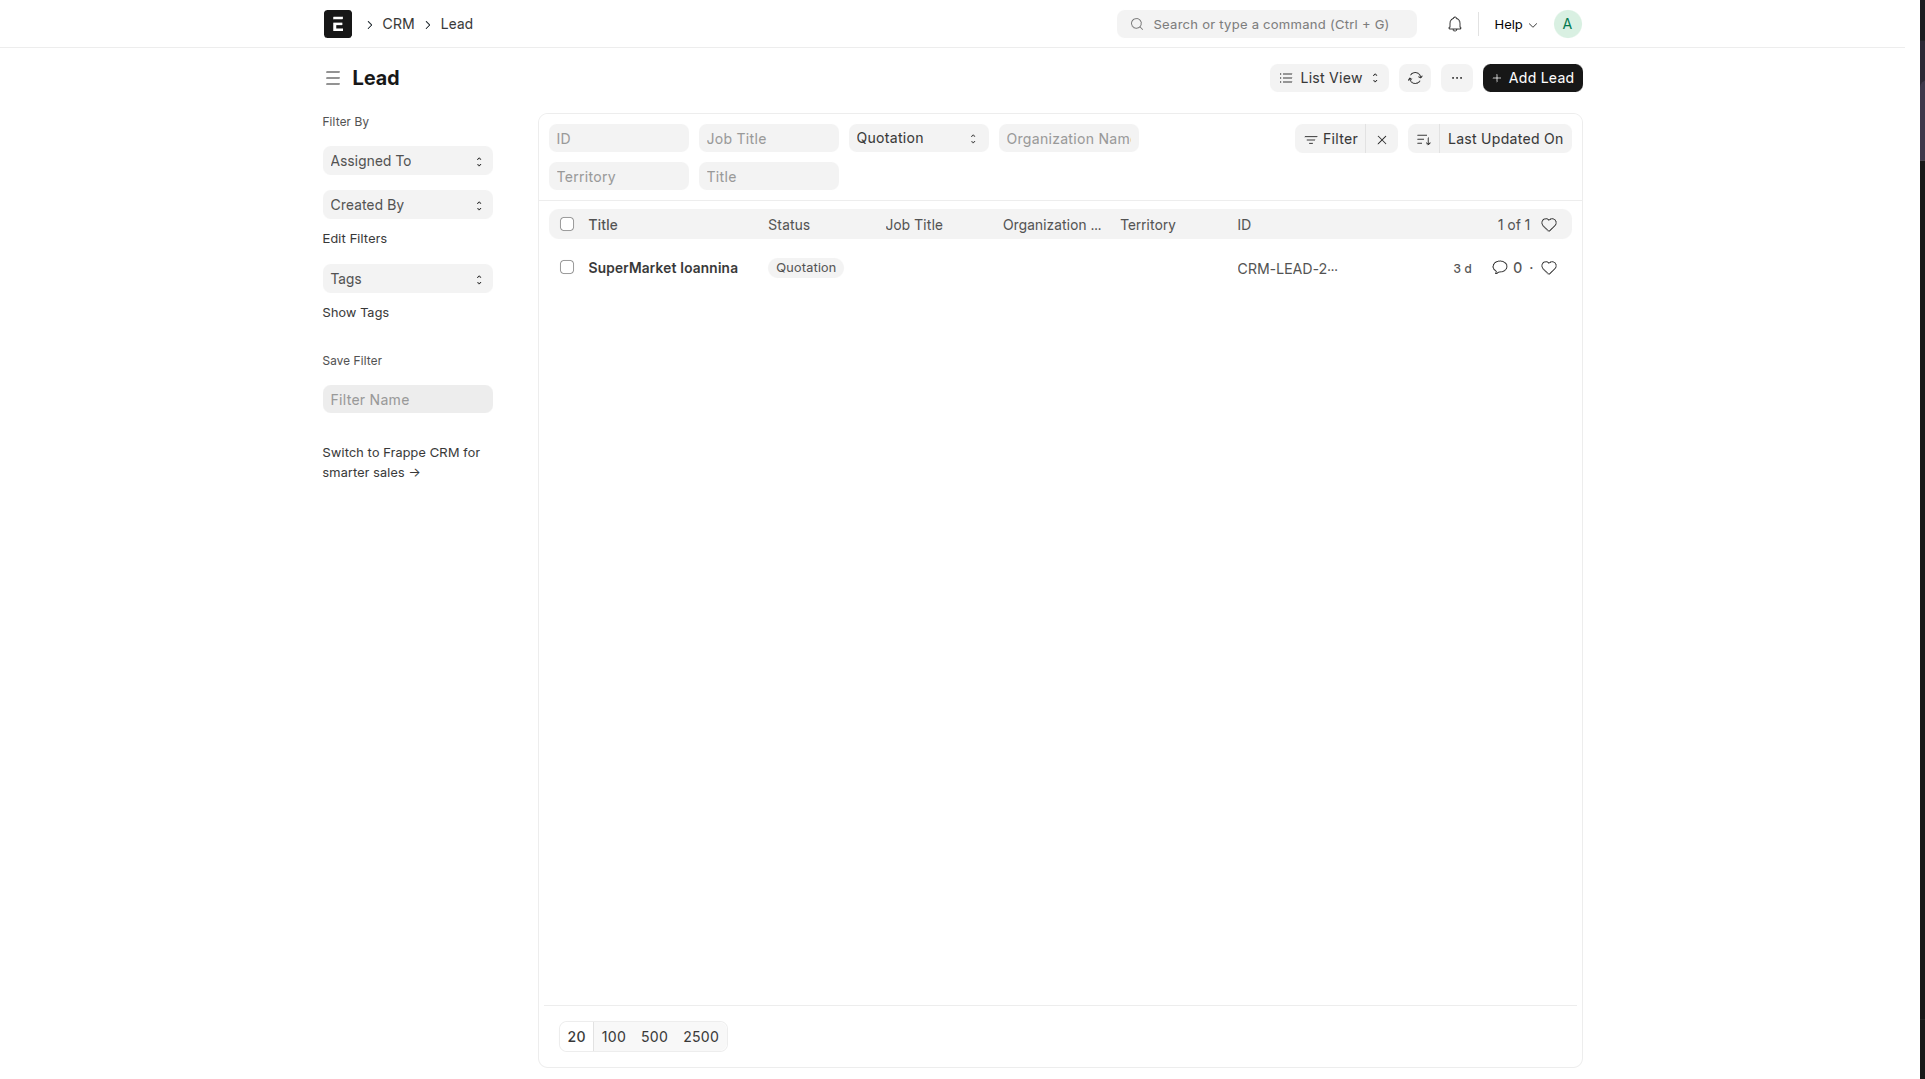 E
CRM
Lead
Search or type a command (Ctrl + G)
Help
A
Lead
List View
Add Lead
Filter By
Assigned To
Created By
Edit Filters
Tags
Show Tags
Save Filter
Filter Name
Switch to Frappe CRM for
smarter sales →
ID
Job Title
Quotation
Organization Nam
Filter
Last Updated On
Territory
Title
Title Status Job Title Organization ... Territory ID 1 of 1
SuperMarket Ioannina Quotation CRM-LEAD-2... 3 d 0 ·
20 100 500 2500